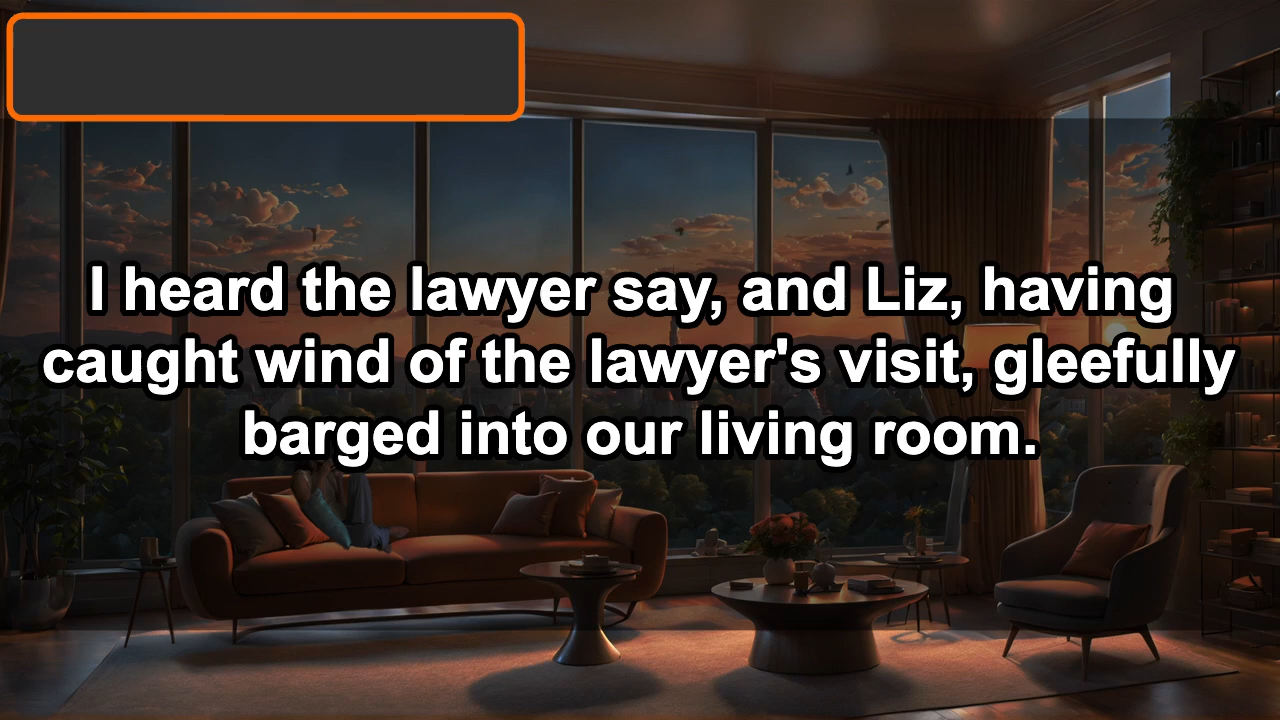 I heard the lawyer say, and Liz, having
caught wind of the lawyer's visit, gleefully
barged into our living room.